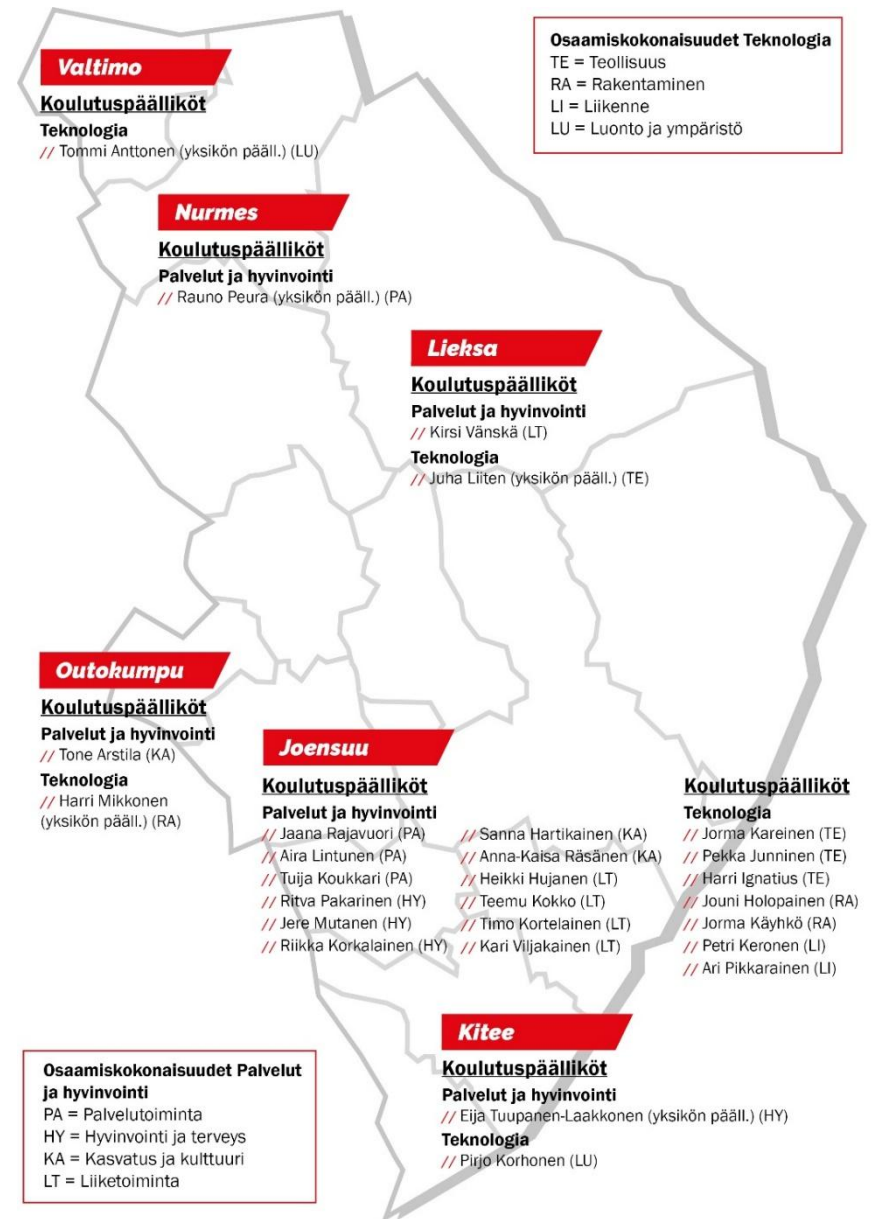 Valtimo
Koulutuspäälliköt
Teknologia
// Tommi Anttonen (yksikön pääll.) (LU)
Osaamiskokonaisuudet Teknologia
TE = Teollisuus
RA = Rakentaminen
LI = Liikenne
LU = Luonto ja ympäristö
Nurmes
Koulutuspäälliköt
Palvelut ja hyvinvointi
// Rauno Peura (yksikön pääll.) (PA)
Lieksa
Koulutuspäälliköt
Palvelut ja hyvinvointi
// Kirsi Vänskä (LT)
Teknologia
// Juha Liiten (yksikön pääll.) (TE)
Outokumpu
Koulutuspäälliköt
Palvelut ja hyvinvointi
// Tone Arstila (KA)
Teknologia
// Harri Mikkonen
(yksikön pääll.) (RA)
Joensuu
Koulutuspäälliköt
Palvelut ja hyvinvointi
// Jaana Rajavuori (PA)
// Aira Lintunen (PA)
// Tuija Koukkari (PA)
// Ritva Pakarinen (HY)
// Jere Mutanen (HY)
// Riikka Korkalainen (HY)
// Sanna Hartikainen (KA)
// Anna-Kaisa Räsänen (KA)
// Heikki Hujanen (LT)
// Teemu Kokko (LT)
// Timo Kortelainen (LT)
// Kari Viljakainen (LT)
Koulutuspäälliköt
Teknologia
// Jorma Kareinen (TE)
// Pekka Junninen (TE)
// Harri Ignatius (TE)
// Jouni Holopainen (RA)
// Jorma Käyhkö (RA)
// Petri Keronen (LI)
// Ari Pikkarainen (LI)
Kitee
Koulutuspäälliköt
Palvelut ja hyvinvointi
// Eija Tuupanen-Laakkonen (yksikön pääll.) (HY)
Teknologia
// Pirjo Korhonen (LU)
Osaamiskokonaisuudet Palvelut
ja hyvinvointi
PA = Palvelutoiminta
HY = Hyvinvointi ja terveys
KA = Kasvatus ja kulttuuri
LT = Liiketoiminta